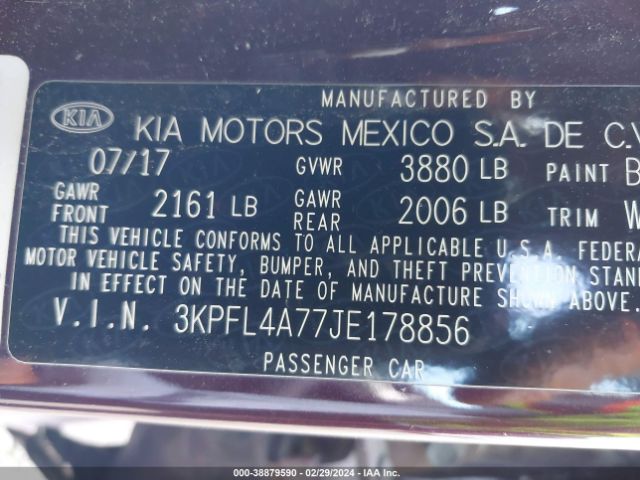 MANUFACTURED BY
KIA KIA MOTORS MEXICO S.A. DE C.V
07/17 GVWR 3880 LB PAINT B
GAWR FRONT 2161 LB GAWR REAR 2006 LB TRIM W
THIS VEHICLE CONFORMS TO ALL APPLICABLE U.S.A. FEDERA
MOTOR VEHICLE SAFETY, BUMPER, AND THEFT PREVENTION STAN
IN EFFECT ON THE DATE OF MANUFACTURE SHOWN ABOVE.
V.I.N. 3KPFL4A77JE178856
PASSENGER CAR
000-38879590 - 02/29/2024 - IAA Inc.